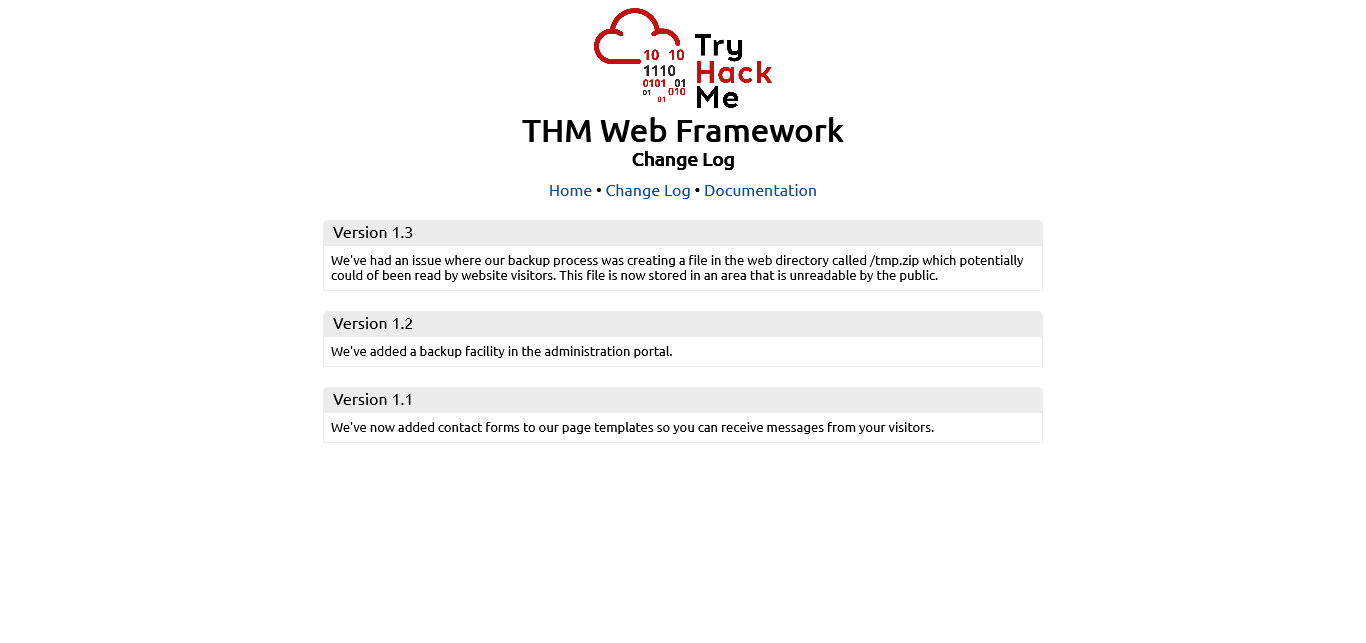 10 10
1110
0101 01
01 010
01
Try
Hack
Me
THM Web Framework
Change Log
Home • Change Log • Documentation
Version 1.3
We've had an issue where our backup process was creating a file in the web directory called /tmp.zip which potentially
could of been read by website visitors. This file is now stored in an area that is unreadable by the public.
Version 1.2
We've added a backup facility in the administration portal.
Version 1.1
We've now added contact forms to our page templates so you can receive messages from your visitors.